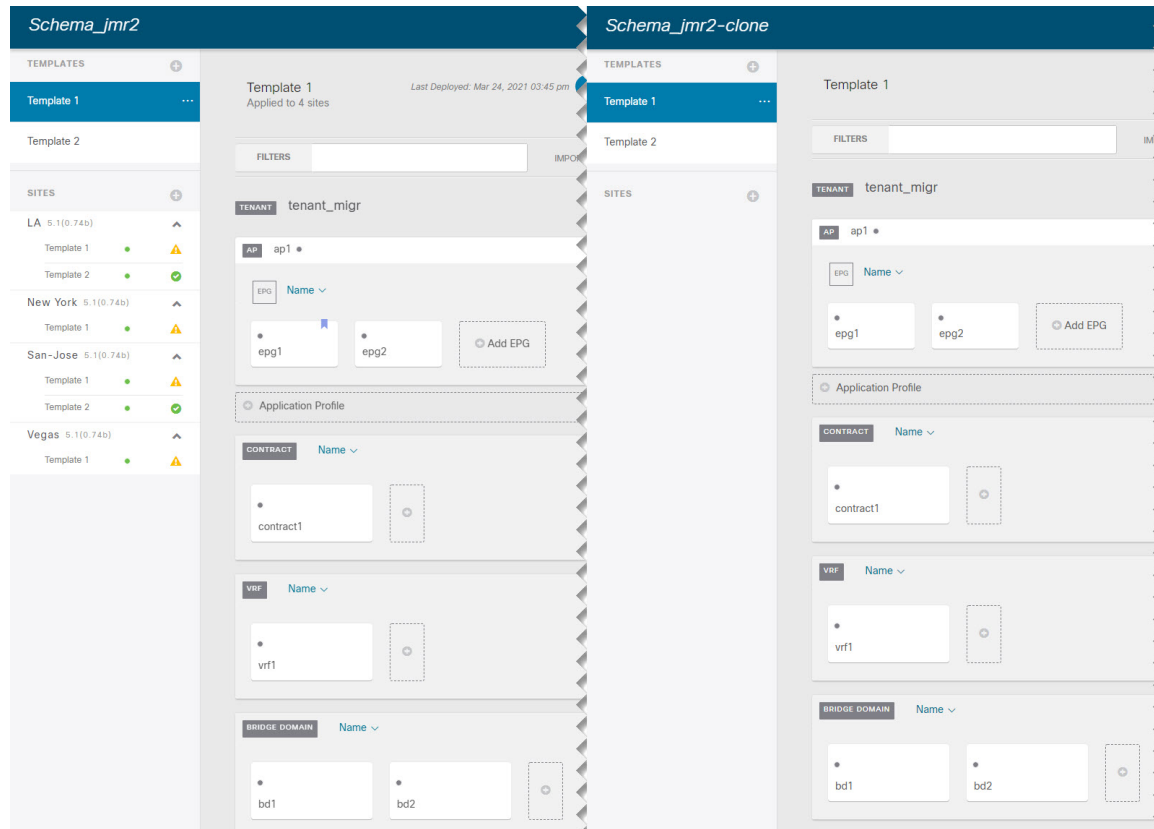 Schema_jmr2
TEMPLATES
Template 1
Template 2
SITES
LA 5.1(0.74b)
Template 1
Template 2
New York 5.1(0.74b)
Template 1
San-Jose 5.1(0.74b)
Template 1
Template 2
Vegas 5.1(0.74b)
Template 1
Template 1
Last Deployed: Mar 24, 2021 03:45 pm
Applied to 4 sites
FILTERS
IMPOR
TENANT tenant_migr
AP ap1
EPG Name
epg1
epg2
Add EPG
Application Profile
CONTRACT Name
contract1
VRF Name
vrf1
BRIDGE DOMAIN Name
bd1
bd2
Schema_jmr2-clone
TEMPLATES
Template 1
Template 2
SITES
Template 1
FILTERS
IM
TENANT tenant_migr
AP ap1
EPG Name
epg1
epg2
Add EPG
Application Profile
CONTRACT Name
contract1
VRF Name
vrf1
BRIDGE DOMAIN Name
bd1
bd2